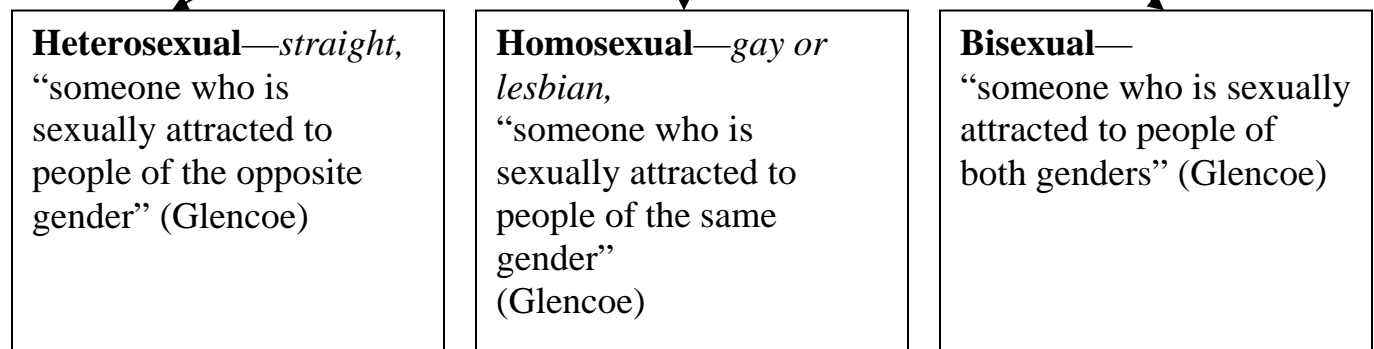 Heterosexual—straight,
“someone who is
sexually attracted to
people of the opposite
gender” (Glencoe)
Homosexual—gay or
lesbian,
“someone who is
sexually attracted to
people of the same
gender”
(Glencoe)
Bisexual—
“someone who is sexually
attracted to people of
both genders” (Glencoe)